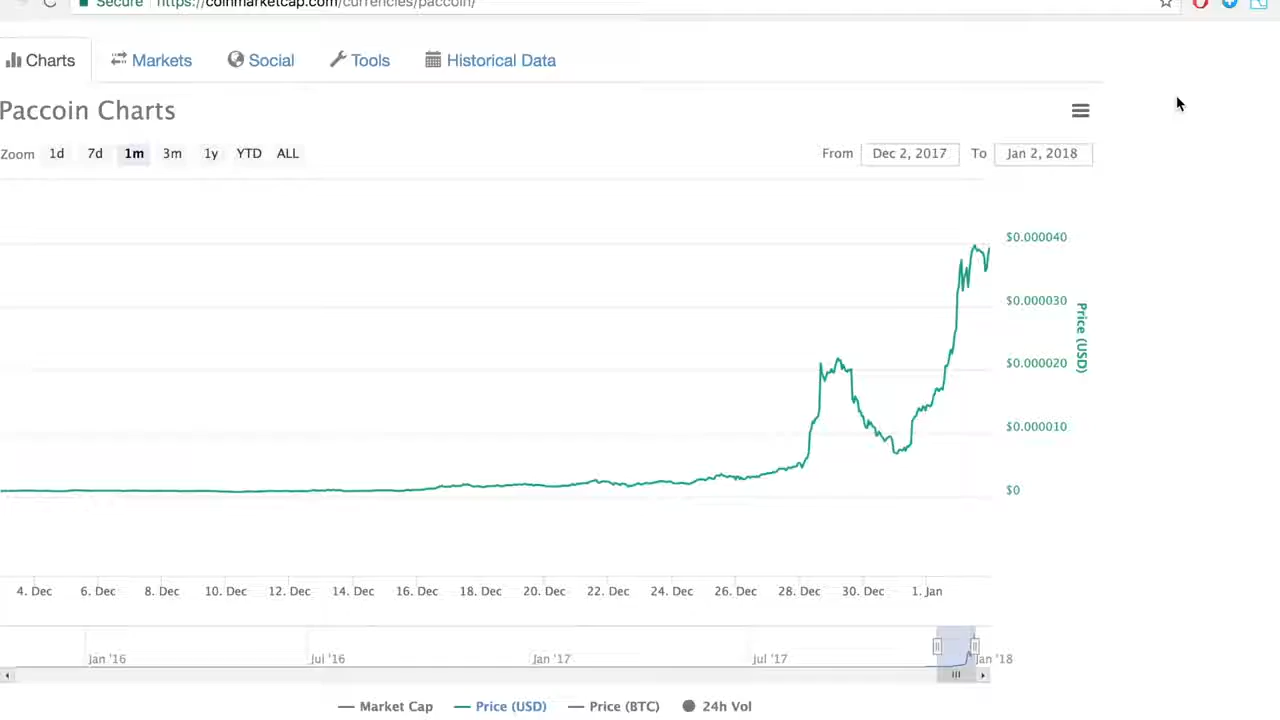 Secure https://coinmarketcap.com/currencies/paccoin/
Charts Markets Social Tools Historical Data
Paccoin Charts
Zoom 1d 7d 1m 3m 1y YTD ALL From Dec 2, 2017 To Jan 2, 2018
$0.000040
$0.000030
$0.000020
$0.000010
$0
Price (USD)
4. Dec 6. Dec 8. Dec 10. Dec 12. Dec 14. Dec 16. Dec 18. Dec 20. Dec 22. Dec 24. Dec 26. Dec 28. Dec 30. Dec 1. Jan
Jan '16 Jul '16 Jan '17 Jul '17 Jan '18
Market Cap Price (USD) Price (BTC) 24h Vol